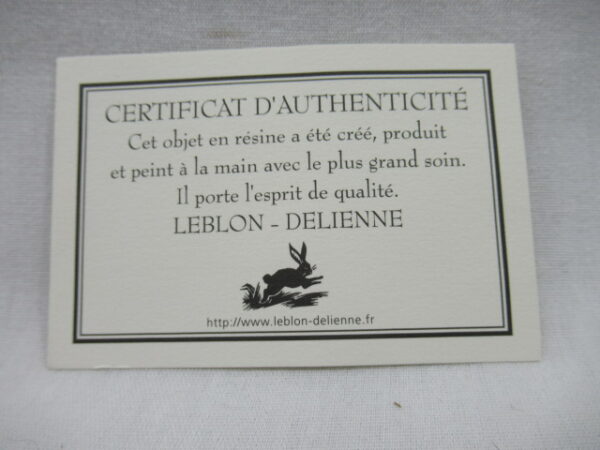 CERTIFICAT D'AUTHENTICITÉ
Cet objet en résine a été créé, produit
et peint à la main avec le plus grand soin.
Il porte l'esprit de qualité.
LEBLON - DELIENNE
http://www.leblon-delienne.fr